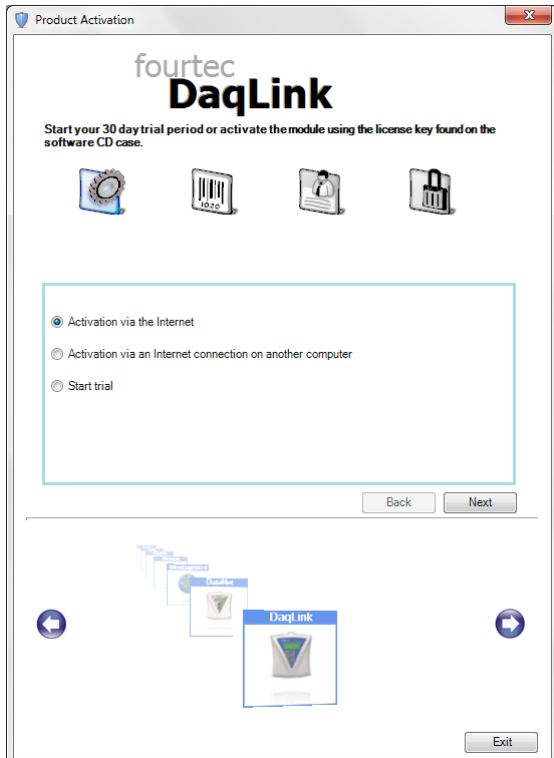 Product Activation
fourtec
DaqLink
Start your 30 day trial period or activate the module using the license key found on the
software CD case.
1020
Activation via the Internet
Activation via an Internet connection on another computer
Start trial
Back
Next
DaqLink
Exit